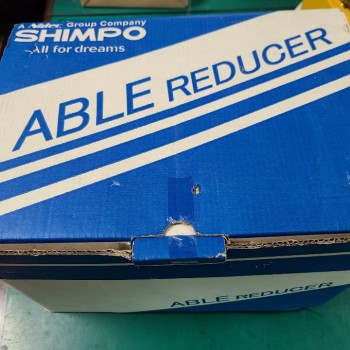 A Nidec Group Company
SHIMPO
All for dreams
ABLE REDUCER
ABLE REDUCER